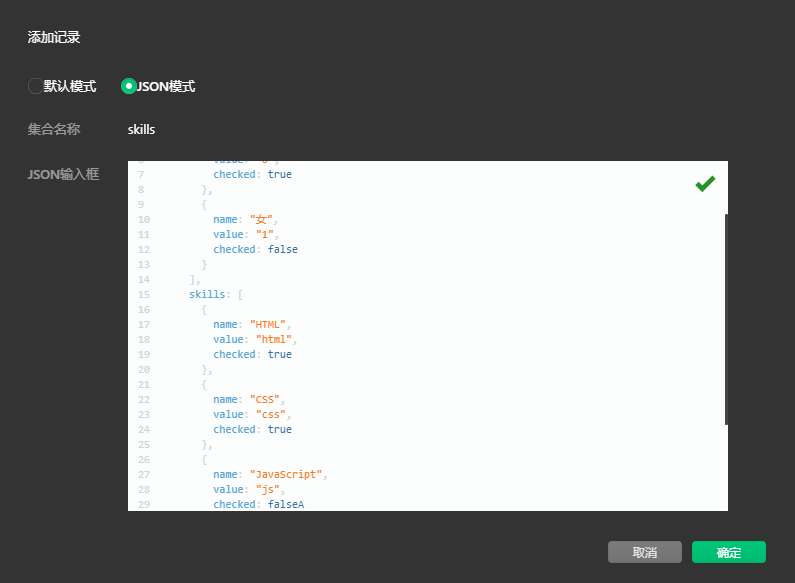 添加记录
默认模式 JSON模式
集合名称 skills
JSON输入框
7 checked: true
8 },
9 {
10 name: "女",
11 value: "1",
12 checked: false
13 }
14 ],
15 skills: [
16 {
17 name: "HTML",
18 value: "html",
19 checked: true
20 },
21 {
22 name: "CSS",
23 value: "css",
24 checked: true
25 },
26 {
27 name: "JavaScript",
28 value: "js",
29 checked: falseA
取消 确定